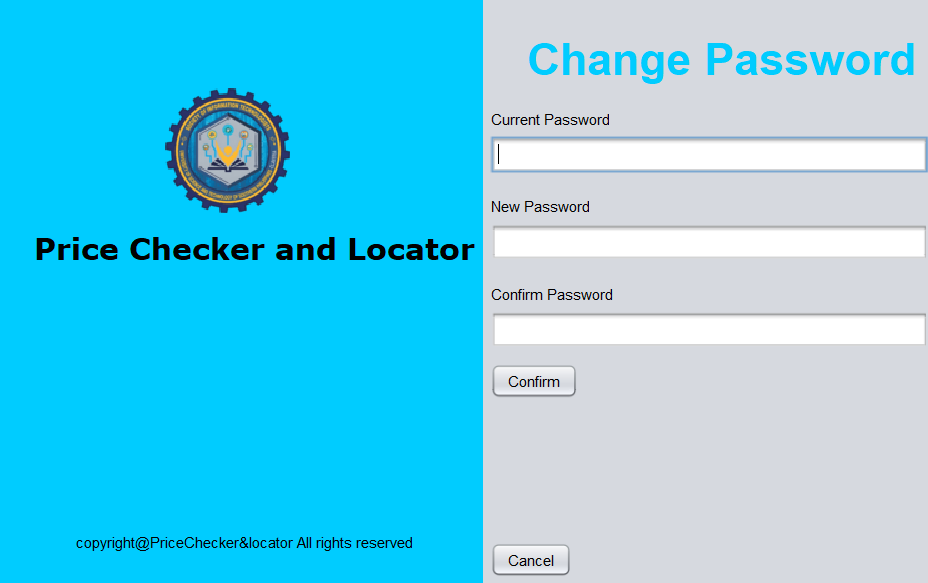 Price Checker and Locator
copyright@PriceChecker&locator All rights reserved
Change Password
Current Password
New Password
Confirm Password
Confirm
Cancel